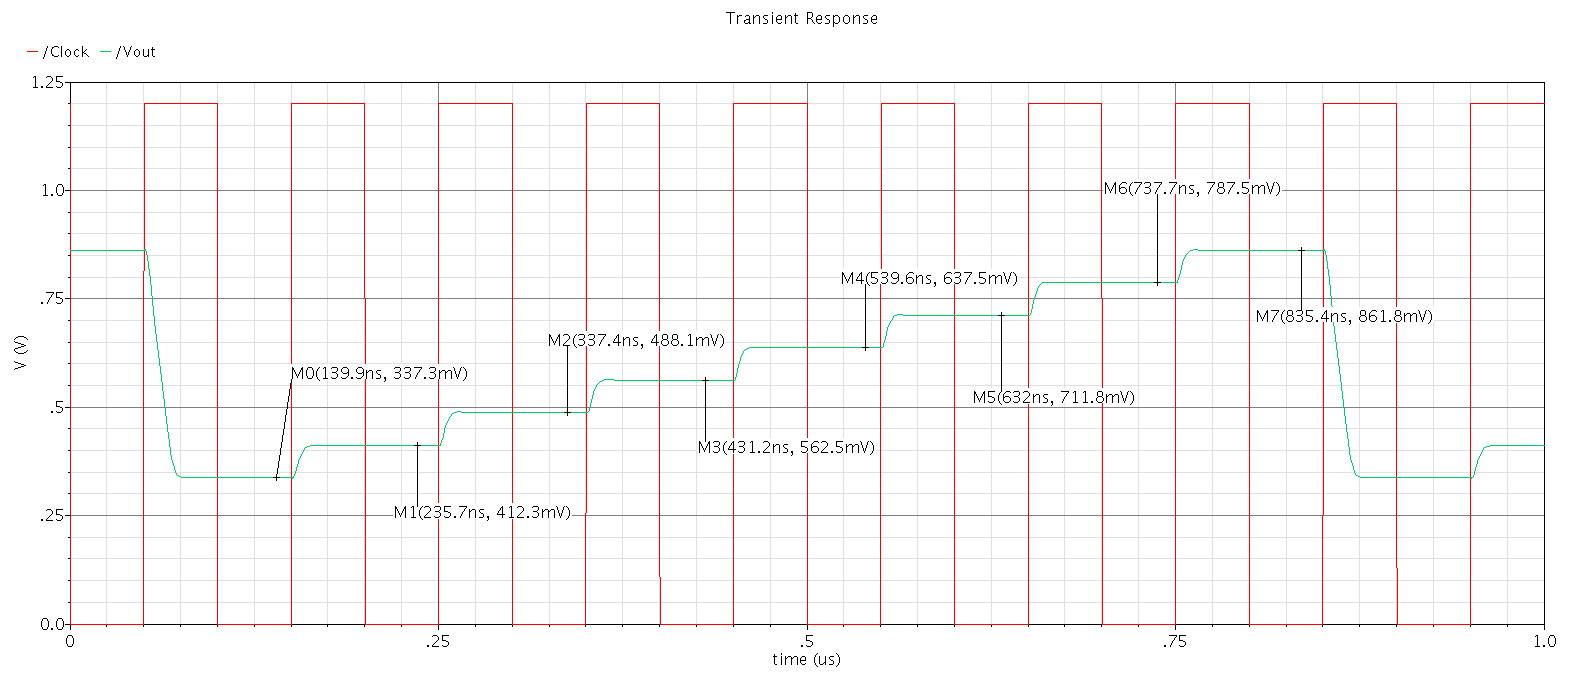 Transient Response
/Clock /Vout
1.25
1.0
.75
.5
.25
0.0
V (V)
M6(737.7ns, 787.5mV)
M4(539.6ns, 637.5mV)
M7(835.4ns, 861.8mV)
M2(337.4ns, 488.1mV)
M0(139.9ns, 337.3mV)
M5(632ns, 711.8mV)
M3(431.2ns, 562.5mV)
M1(235.7ns, 412.3mV)
0 .25 .5 .75 1.0
time (us)